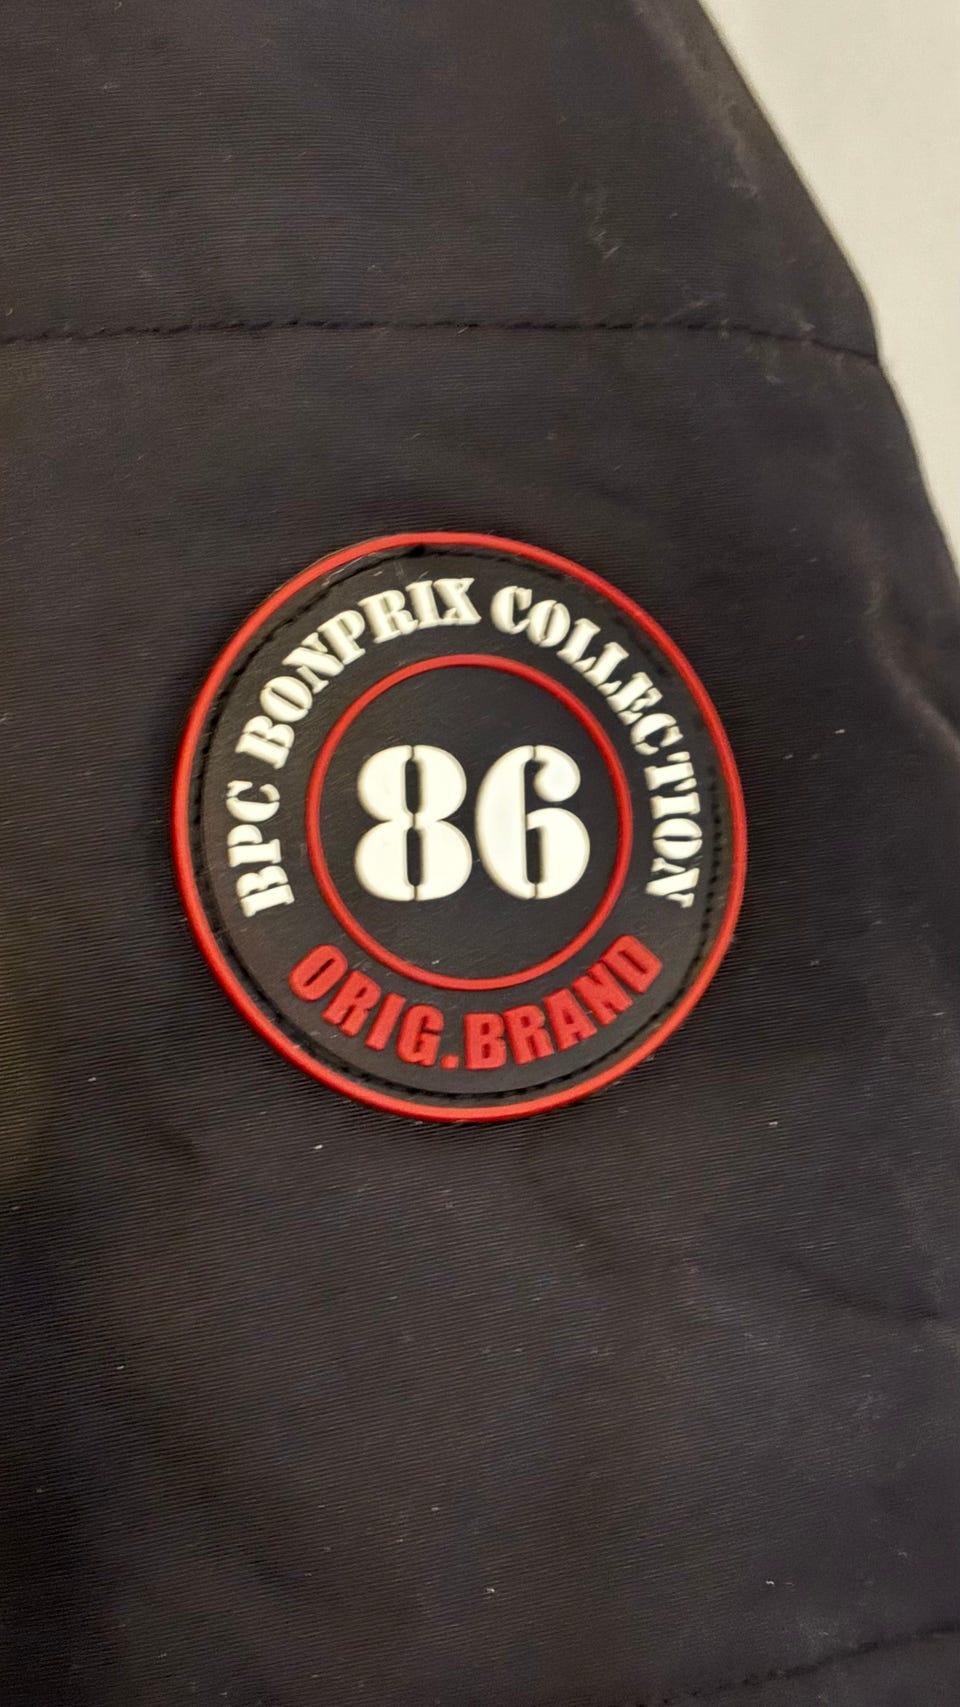 BPC BONPRIX COLLECTION
86
ORIG.BRAND